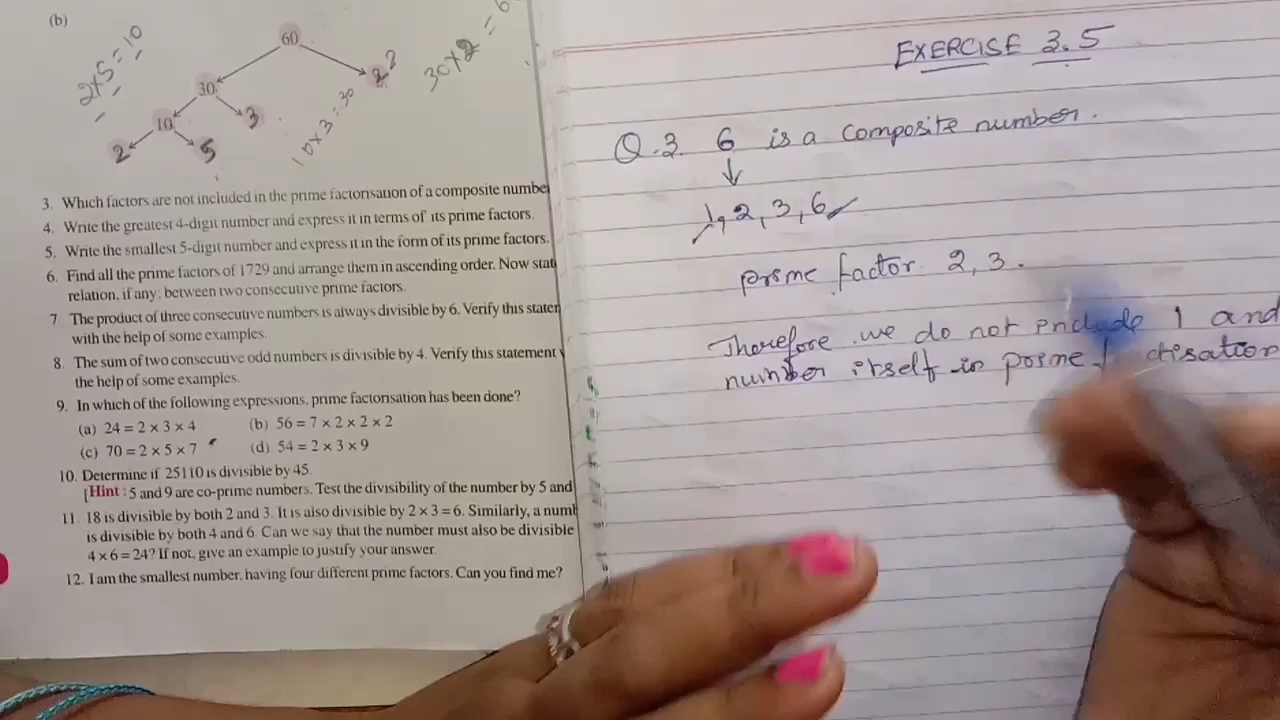 (b)
60
2×5=10
30×2=6
30
2
10×3=30
10
3
2
5
3. Which factors are not included in the prime factorisation of a composite numbe
4. Write the greatest 4-digit number and express it in terms of its prime factors.
5. Write the smallest 5-digit number and express it in the form of its prime factors.
6. Find all the prime factors of 1729 and arrange them in ascending order. Now stat
relation, if any; between two consecutive prime factors
7 The product of three consecutive numbers is always divisible by 6. Verify this state
with the help of some examples.
8. The sum of two consecutive odd numbers is divisible by 4. Verify this statement
the help of some examples.
9. In which of the following expressions, prime factorisation has been done?
(a) 24 = 2 × 3 × 4 (b) 56 = 7 × 2 × 2 × 2
(c) 70 = 2 × 5 × 7 (d) 54 = 2 × 3 × 9
10. Determine if 25110 is divisible by 45
[Hint : 5 and 9 are co-prime numbers. Test the divisibility of the number by 5 and
11. 18 is divisible by both 2 and 3. It is also divisible by 2 × 3 = 6. Similarly, a num
is divisible by both 4 and 6. Can we say that the number must also be divisible
4 × 6 = 24? If not, give an example to justify your answer.
12. I am the smallest number, having four different prime factors. Can you find me?
EXERCISE 3.5
Q.3. 6 is a composite number.
1, 2, 3, 6
prime factor. 2, 3.
Therefore we do not include 1 and
number itself in prime